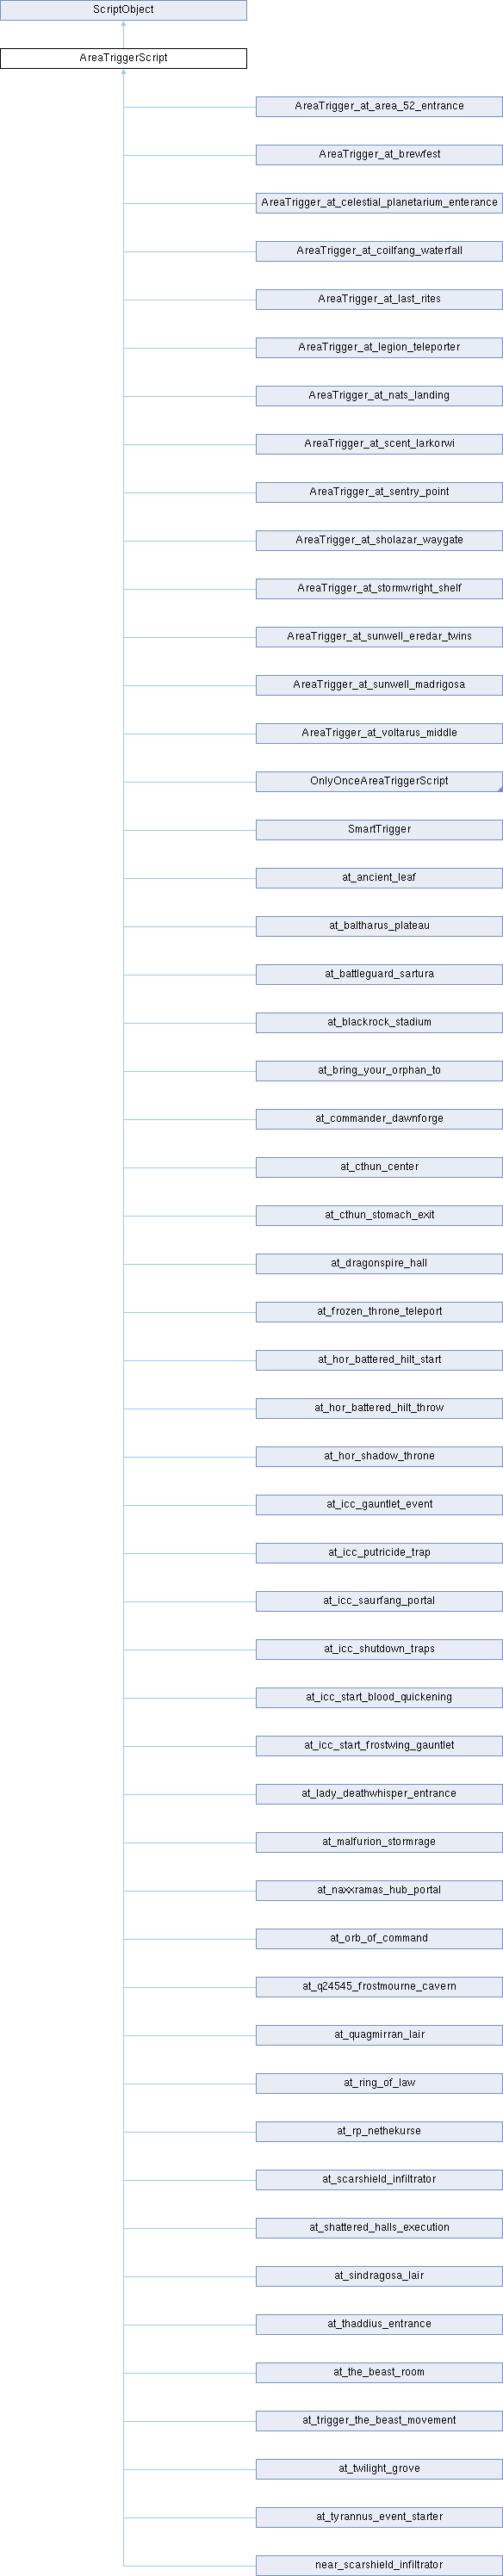 ScriptObject
AreaTriggerScript
AreaTrigger_at_area_52_entrance
AreaTrigger_at_brewfest
AreaTrigger_at_celestial_planetarium_enterance
AreaTrigger_at_coilfang_waterfall
AreaTrigger_at_last_rites
AreaTrigger_at_legion_teleporter
AreaTrigger_at_nats_landing
AreaTrigger_at_scent_larkorwi
AreaTrigger_at_sentry_point
AreaTrigger_at_sholazar_waygate
AreaTrigger_at_stormwright_shelf
AreaTrigger_at_sunwell_eredar_twins
AreaTrigger_at_sunwell_madrigosa
AreaTrigger_at_voltarus_middle
OnlyOnceAreaTriggerScript
SmartTrigger
at_ancient_leaf
at_baltharus_plateau
at_battleguard_sartura
at_blackrock_stadium
at_bring_your_orphan_to
at_commander_dawnforge
at_cthun_center
at_cthun_stomach_exit
at_dragonspire_hall
at_frozen_throne_teleport
at_hor_battered_hilt_start
at_hor_battered_hilt_throw
at_hor_shadow_throne
at_icc_gauntlet_event
at_icc_putricide_trap
at_icc_saurfang_portal
at_icc_shutdown_traps
at_icc_start_blood_quickening
at_icc_start_frostwing_gauntlet
at_lady_deathwhisper_entrance
at_malfurion_stormrage
at_naxxramas_hub_portal
at_orb_of_command
at_q24545_frostmourne_cavern
at_quagmirran_lair
at_ring_of_law
at_rp_nethekurse
at_scarshield_infiltrator
at_shattered_halls_execution
at_sindragosa_lair
at_thaddius_entrance
at_the_beast_room
at_trigger_the_beast_movement
at_twilight_grove
at_tyrannus_event_starter
near_scarshield_infiltrator